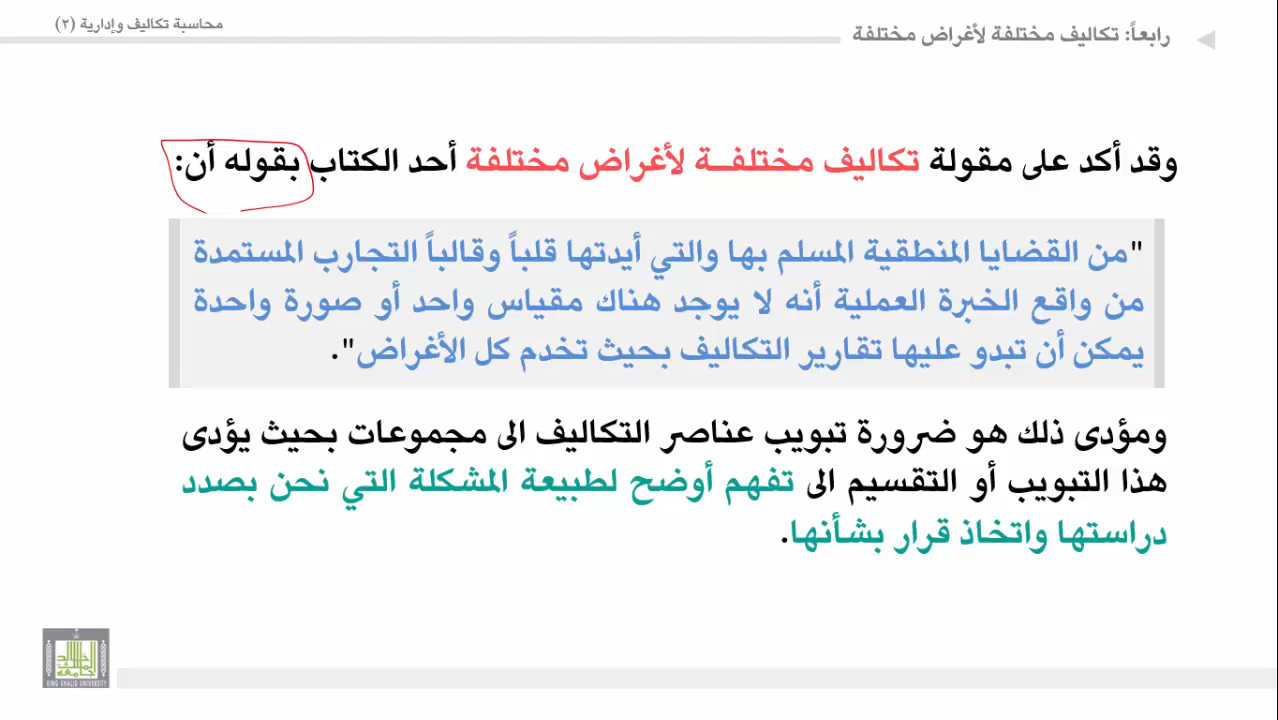 محاسبة تكاليف وإدارية (٢)
رابعاً: تكاليف مختلفة لأغراض مختلفة
وقد أكد على مقولة تكاليف مختلفــة لأغراض مختلفة أحد الكتاب بقوله أن:
"من القضايا المنطقية المسلم بها والتي أيدتها قلباً وقالباً التجارب المستمدة
من واقع الخبرة العملية أنه لا يوجد هناك مقياس واحد أو صورة واحدة
يمكن أن تبدو عليها تقارير التكاليف بحيث تخدم كل الأغراض".
ومؤدى ذلك هو ضرورة تبويب عناصر التكاليف الى مجموعات بحيث يؤدى
هذا التبويب أو التقسيم الى تفهم أوضح لطبيعة المشكلة التي نحن بصدد
دراستها واتخاذ قرار بشأنها.
KING KHALID UNIVERSITY